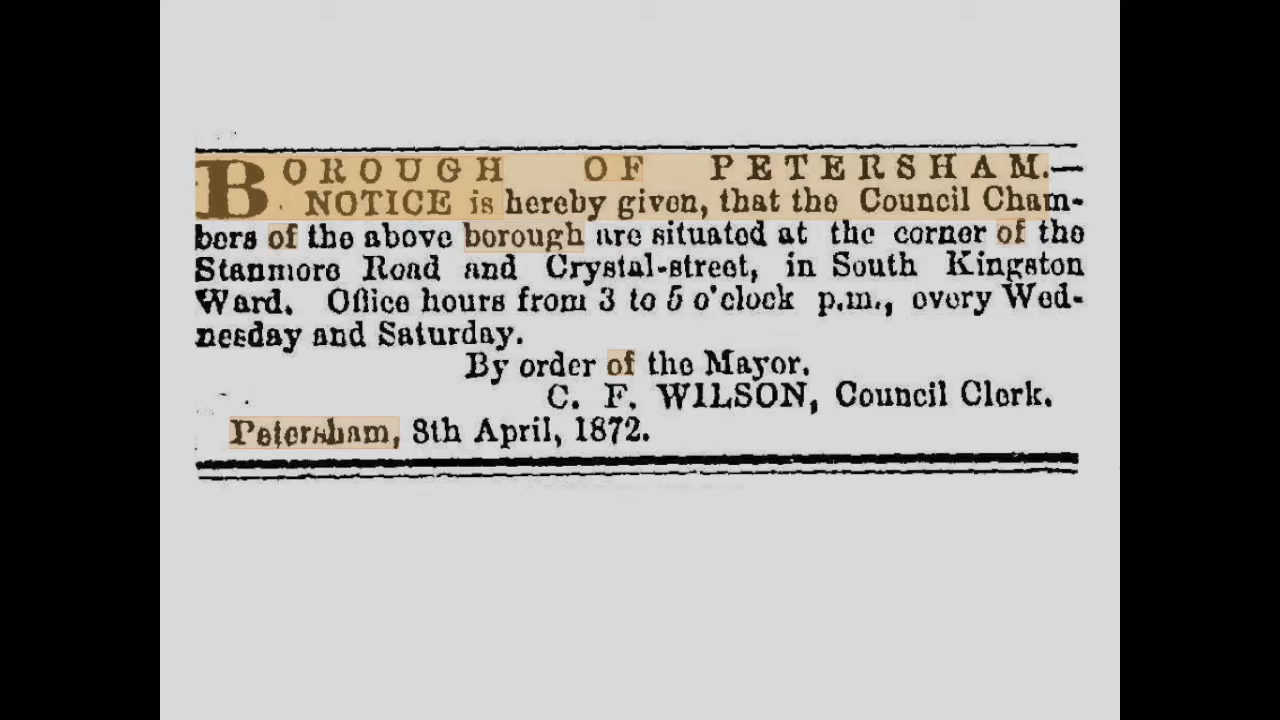 BOROUGH OF PETERSHAM.—
NOTICE is hereby given, that the Council Cham-
bers of the above borough are situated at the corner of the
Stanmore Road and Crystal-street, in South Kingston
Ward. Office hours from 3 to 5 o'clock p.m., every Wed-
nesday and Saturday.
By order of the Mayor.
C. F. WILSON, Council Clerk.
Petersham, 8th April, 1872.